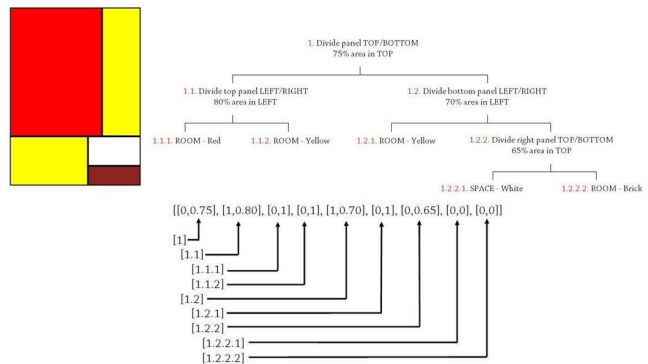 1. Divide panel TOP/BOTTOM
75% area in TOP
1.1. Divide top panel LEFT/RIGHT
80% area in LEFT
1.2. Divide bottom panel LEFT/RIGHT
70% area in LEFT
1.1.1. ROOM - Red
1.1.2. ROOM - Yellow
1.2.1. ROOM - Yellow
1.2.2. Divide right panel TOP/BOTTOM
65% area in TOP
1.2.2.1. SPACE - White
1.2.2.2. ROOM - Brick
[[0,0.75], [1,0.80], [0,1], [0,1], [1,0.70], [0,1], [0,0.65], [0,0], [0,0]]
[1]
[1.1]
[1.1.1]
[1.1.2]
[1.2]
[1.2.1]
[1.2.2]
[1.2.2.1]
[1.2.2.2]